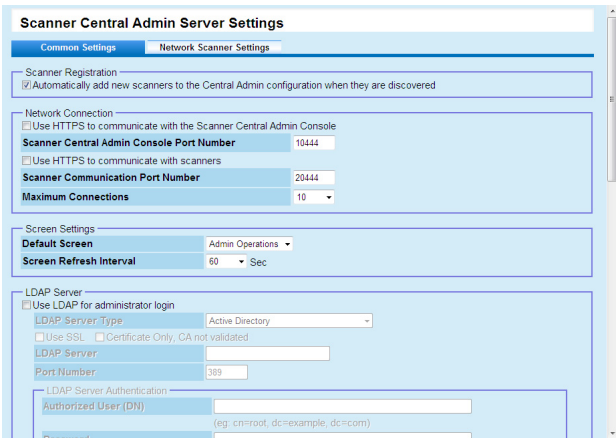 Scanner Central Admin Server Settings
Common Settings Network Scanner Settings
Scanner Registration
Automatically add new scanners to the Central Admin configuration when they are discovered
Network Connection
Use HTTPS to communicate with the Scanner Central Admin Console
Scanner Central Admin Console Port Number 10444
Use HTTPS to communicate with scanners
Scanner Communication Port Number 20444
Maximum Connections 10
Screen Settings
Default Screen Admin Operations
Screen Refresh Interval 60 Sec
LDAP Server
Use LDAP for administrator login
LDAP Server Type Active Directory
Use SSL Certificate Only, CA not validated
LDAP Server
Port Number 389
LDAP Server Authentication
Authorized User (DN)
(eg. cn=root, dc=example, dc=com)